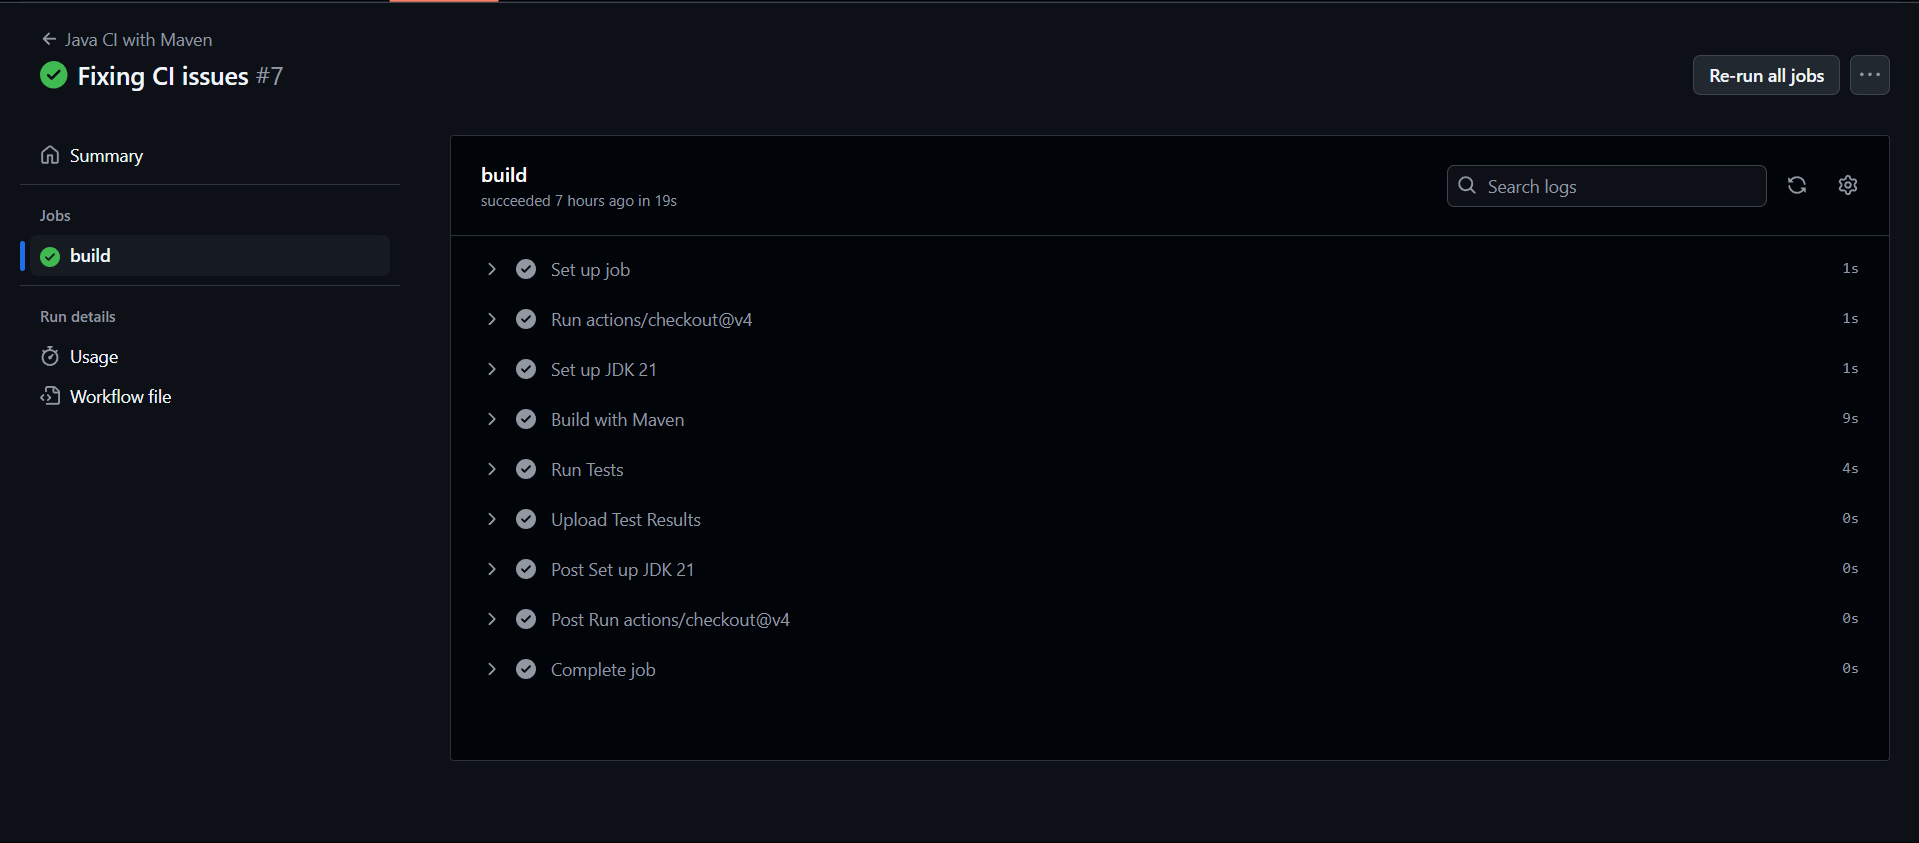 Java CI with Maven
Fixing CI issues #7
Re-run all jobs
Summary
Jobs
build
Run details
Usage
Workflow file
build
succeeded 7 hours ago in 19s
Search logs
Set up job 1s
Run actions/checkout@v4 1s
Set up JDK 21 1s
Build with Maven 9s
Run Tests 4s
Upload Test Results 0s
Post Set up JDK 21 0s
Post Run actions/checkout@v4 0s
Complete job 0s